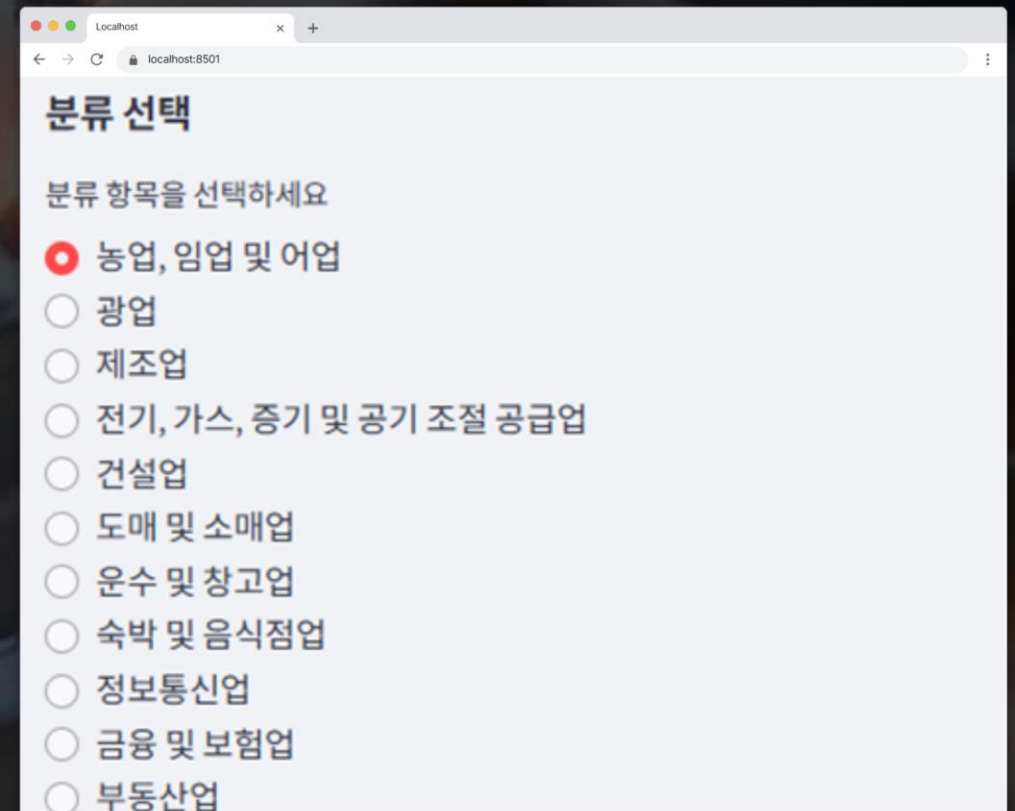 Localhost
localhost:8501
분류 선택
분류 항목을 선택하세요
농업, 임업 및 어업
광업
제조업
전기, 가스, 증기 및 공기 조절 공급업
건설업
도매 및 소매업
운수 및 창고업
숙박 및 음식점업
정보통신업
금융 및 보험업
부동산업